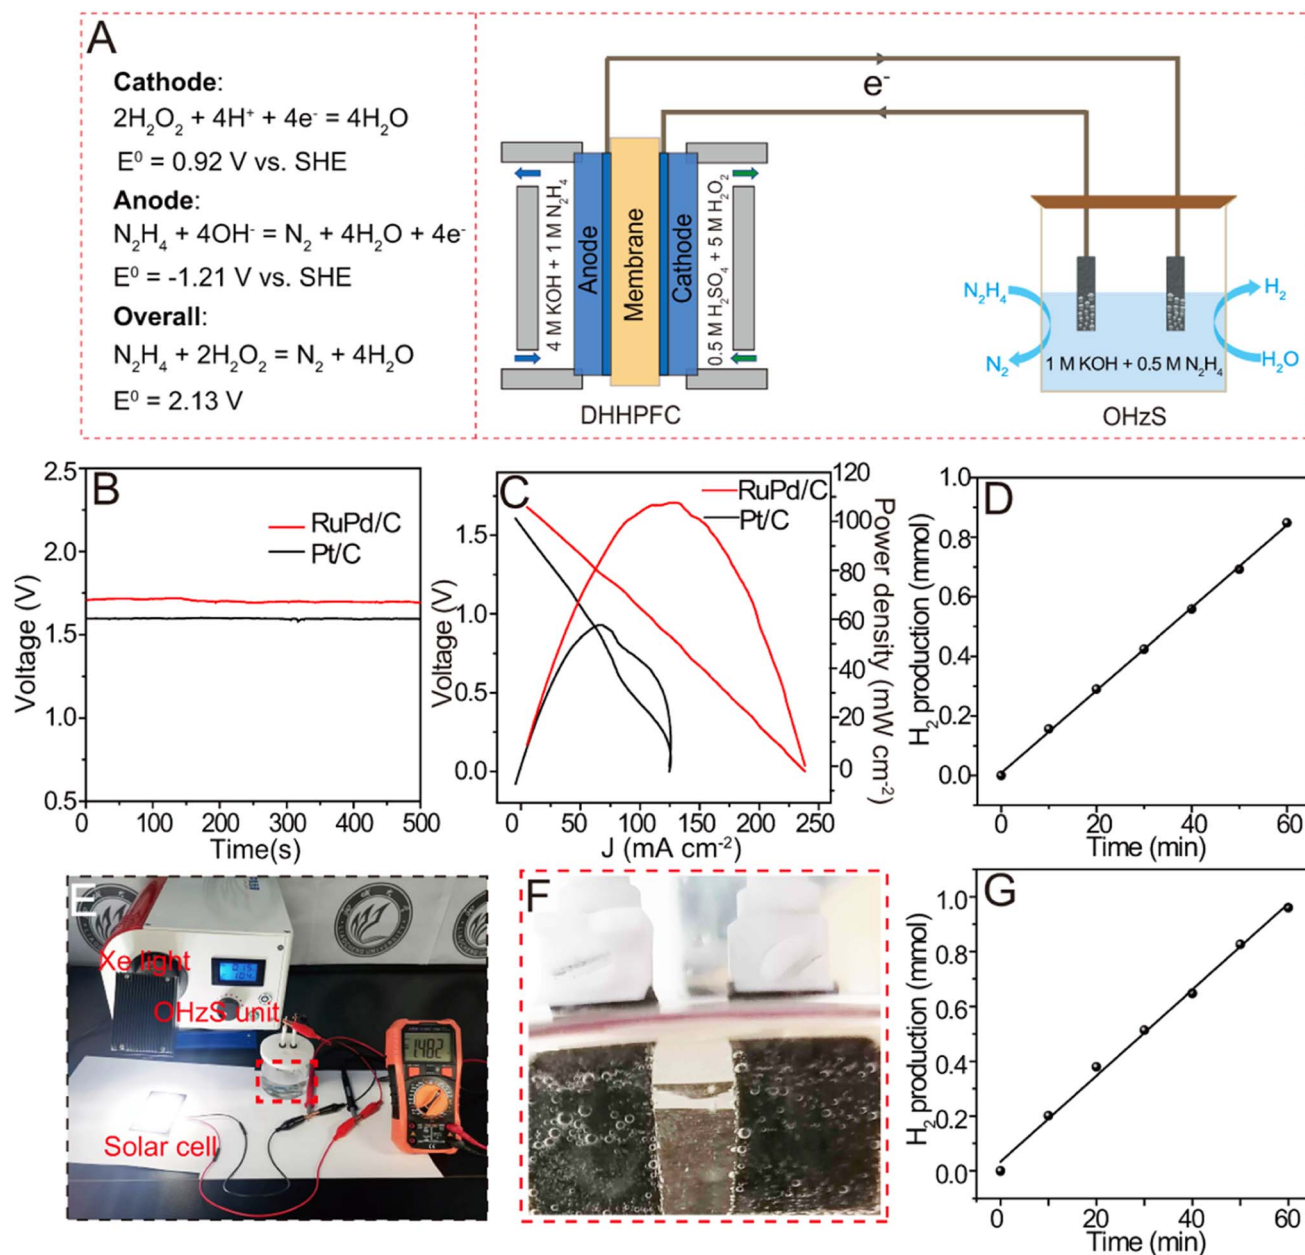 A
Cathode:
2H₂O₂ + 4H⁺ + 4e⁻ = 4H₂O
E⁰ = 0.92 V vs. SHE
Anode:
N₂H₄ + 4OH⁻ = N₂ + 4H₂O + 4e⁻
E⁰ = -1.21 V vs. SHE
Overall:
N₂H₄ + 2H₂O₂ = N₂ + 4H₂O
E⁰ = 2.13 V
e⁻
4 M KOH + 1 M N₂H₄
Anode
Membrane
Cathode
0.5 M H₂SO₄ + 5 M H₂O₂
DHHPFC
N₂H₄
N₂
H₂
H₂O
1 M KOH + 0.5 M N₂H₄
OHzS
B
RuPd/C
Pt/C
Voltage (V)
2.5
2.0
1.5
1.0
0.5
0 100 200 300 400 500
Time(s)
C
RuPd/C
Pt/C
Voltage (V)
1.5
1.0
0.5
0.0
Power density (mW cm⁻²)
120
100
80
60
40
20
0
0 50 100 150 200 250
J (mA cm⁻²)
D
H₂ production (mmol)
1.0
0.8
0.6
0.4
0.2
0.0
0 20 40 60
Time (min)
E
Xe light
OHzS unit
Solar cell
1.482
F
G
H₂ production (mmol)
1.0
0.8
0.6
0.4
0.2
0.0
0 20 40 60
Time (min)